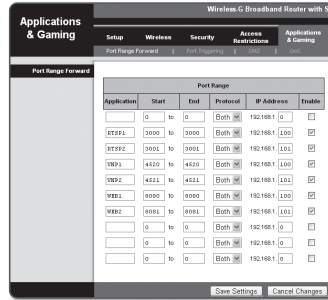 Wireless-G Broadband Router with S
Applications
& Gaming
Setup Wireless Security Access Restrictions Applications & Gaming
Port Range Forward | Port Triggering | DMZ | QoS
Port Range Forward
Port Range
Application Start End Protocol IP Address Enable
0 to 0 Both 192.168.1. 0
RTSP1 3000 to 3000 Both 192.168.1. 100
RTSP2 3001 to 3001 Both 192.168.1. 101
VNP1 4520 to 4520 Both 192.168.1. 100
VNP2 4521 to 4521 Both 192.168.1. 101
WEB1 8080 to 8080 Both 192.168.1. 100
WEB2 8081 to 8081 Both 192.168.1. 101
0 to 0 Both 192.168.1. 0
0 to 0 Both 192.168.1. 0
0 to 0 Both 192.168.1. 0
Save Settings Cancel Changes